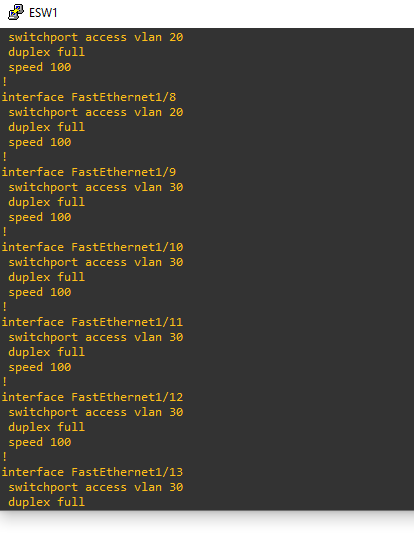 ESW1
switchport access vlan 20
duplex full
speed 100
!
interface FastEthernet1/8
switchport access vlan 20
duplex full
speed 100
!
interface FastEthernet1/9
switchport access vlan 30
duplex full
speed 100
!
interface FastEthernet1/10
switchport access vlan 30
duplex full
speed 100
!
interface FastEthernet1/11
switchport access vlan 30
duplex full
speed 100
!
interface FastEthernet1/12
switchport access vlan 30
duplex full
speed 100
!
interface FastEthernet1/13
switchport access vlan 30
duplex full